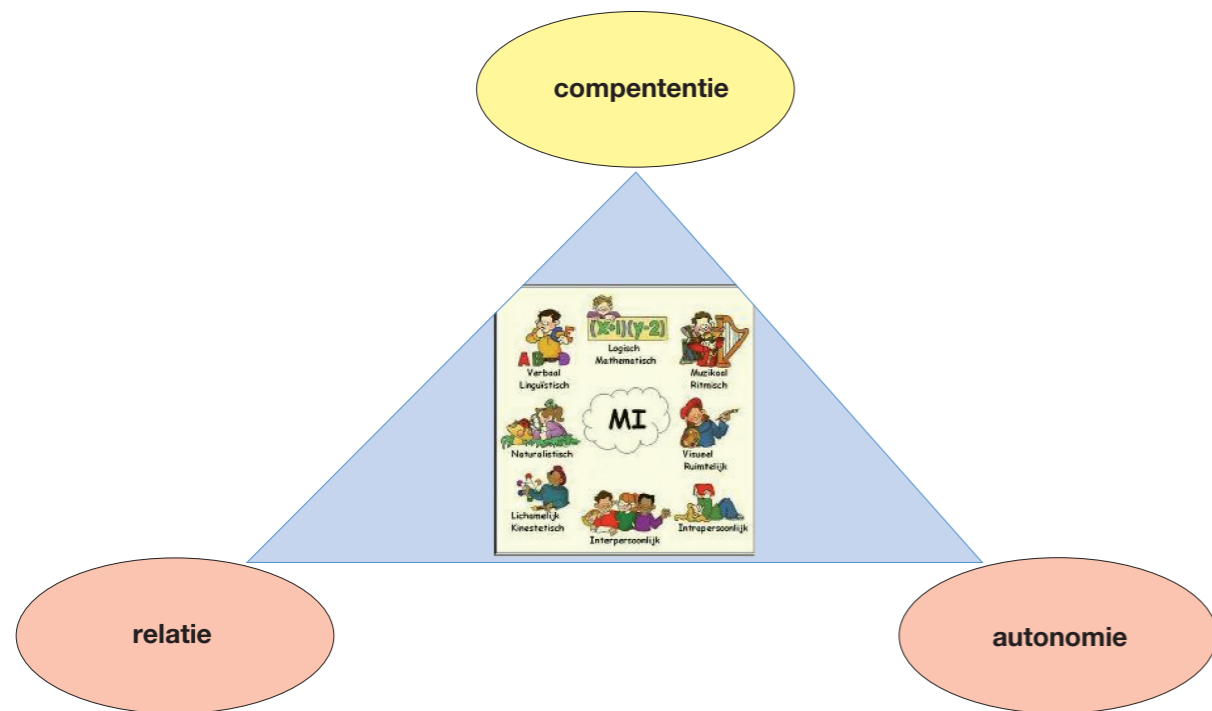 compententie
(x+1)(y-2)
Logisch
Mathematisch
Verbaal
Linguïstisch
Muzikaal
Ritmisch
MI
Naturalistisch
Visueel
Ruimtelijk
Lichamelijk
Kinestetisch
Interpersoonlijk
Intrapersoonlijk
relatie
autonomie